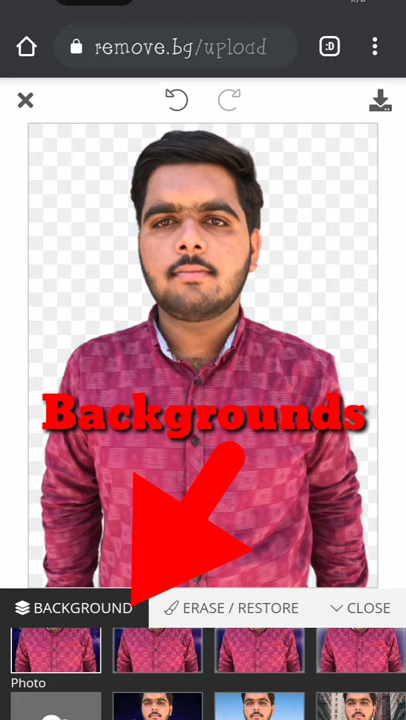 remove.bg/upload
:D
Backgrounds
BACKGROUND ERASE / RESTORE CLOSE
Photo